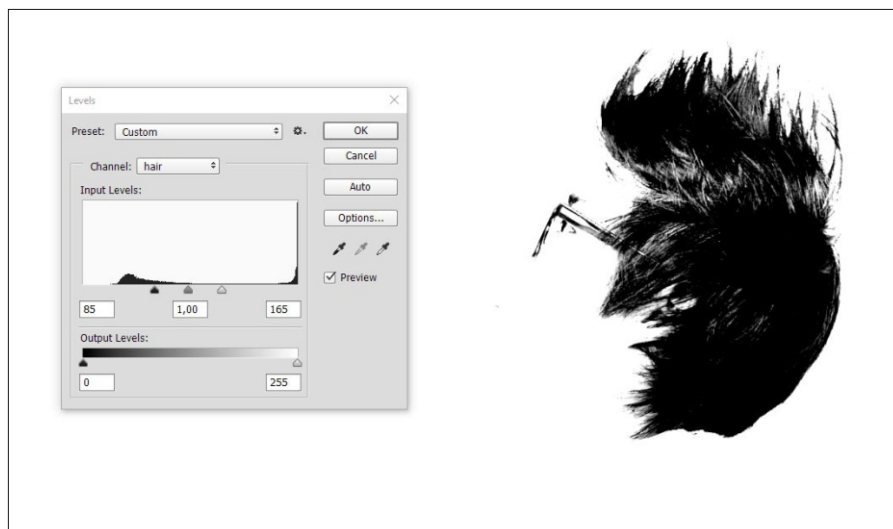 Levels
Preset: Custom
OK
Channel: hair
Cancel
Input Levels:
Auto
Options...
Preview
85 1,00 165
Output Levels:
0 255